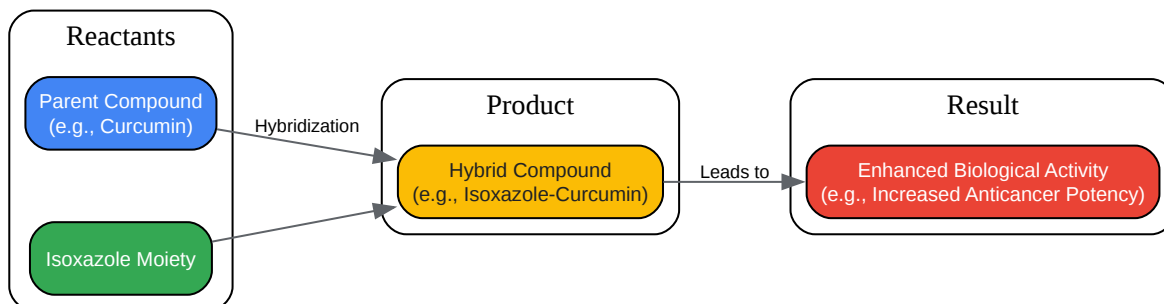 Reactants
Parent Compound
(e.g., Curcumin)
Isoxazole Moiety
Hybridization
Product
Hybrid Compound
(e.g., Isoxazole-Curcumin)
Leads to
Result
Enhanced Biological Activity
(e.g., Increased Anticancer Potency)